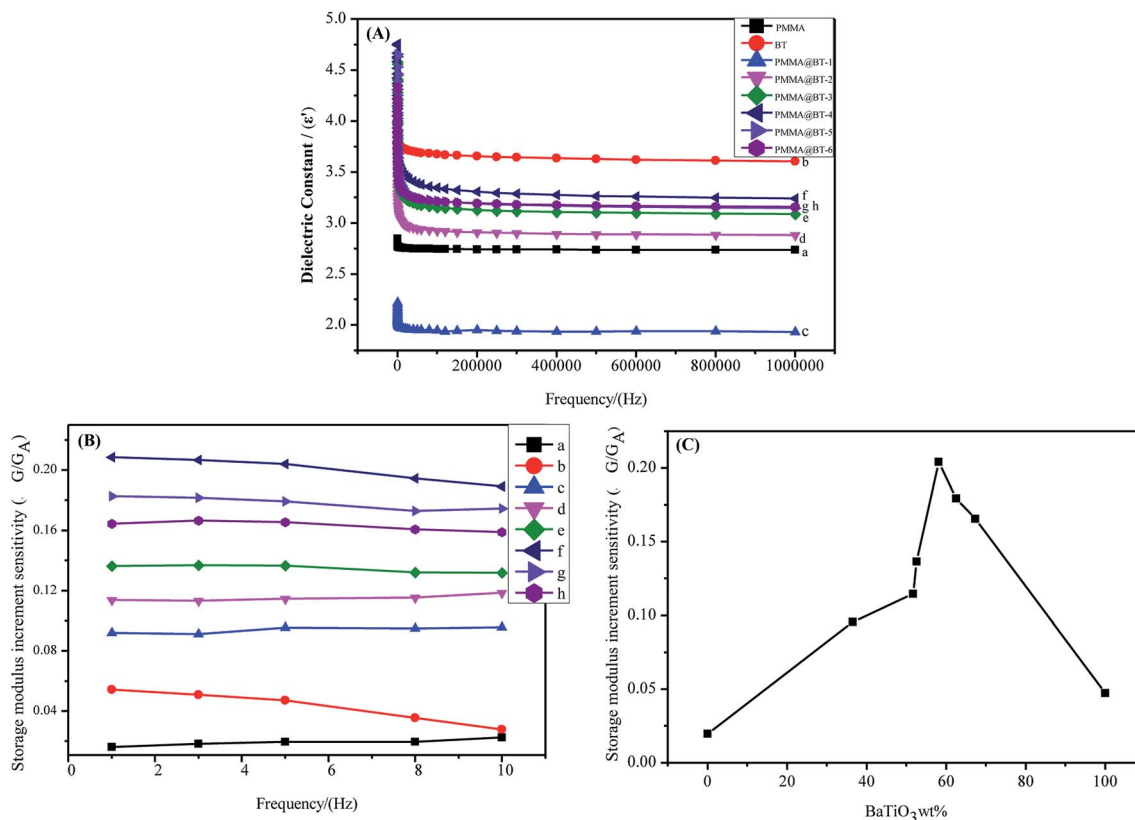 (A)
PMMA
BT
PMMA@BT-1
PMMA@BT-2
PMMA@BT-3
PMMA@BT-4
PMMA@BT-5
PMMA@BT-6
5.0
4.5
4.0
3.5
3.0
2.5
2.0
Dielectric Constant / (ε')
b
f
g h
e
d
a
c
0 200000 400000 600000 800000 1000000
Frequency/(Hz)
(B)
a
b
c
d
e
f
g
h
0.20
0.16
0.12
0.08
0.04
Storage modulus increment sensitivity (. G/GA)
0 2 4 6 8 10
Frequency/(Hz)
(C)
0.20
0.15
0.10
0.05
0.00
Storage modulus increment sensitivity (. G/GA)
0 20 40 60 80 100
BaTiO3wt%